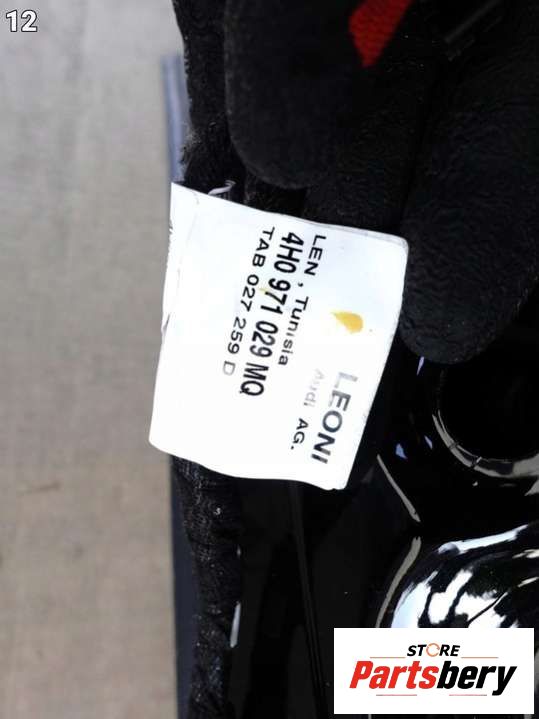 12
LEONI
Audi AG.
LEN , Tunisia
4H0 971 029 MQ
TAB 027 259 D
STORE
Partsbery